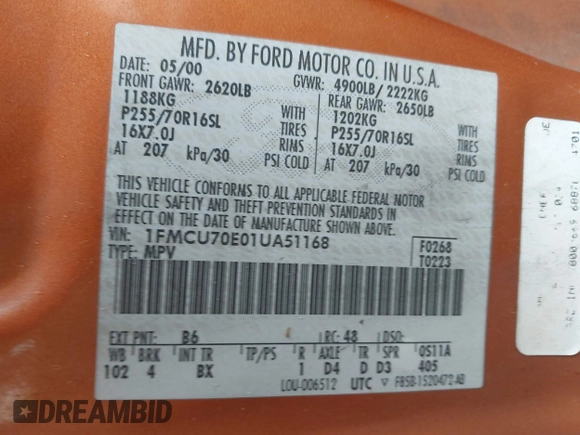 MFD. BY FORD MOTOR CO. IN U.S.A.
DATE: 05/00 GVWR: 4900LB/2222KG
FRONT GAWR: 2620LB REAR GAWR: 2650LB
1188KG WITH 1202KG WITH
P255/70R16SL TIRES P255/70R16SL TIRES
16X7.0J RIMS 16X7.0J RIMS
AT 207 kPa/30 PSI COLD AT 207 kPa/30 PSI COLD
THIS VEHICLE CONFORMS TO ALL APPLICABLE FEDERAL MOTOR
VEHICLE SAFETY AND THEFT PREVENTION STANDARDS IN
EFFECT ON THE DATE OF MANUFACTURE SHOWN ABOVE.
VIN: 1FMCU70E01UA51168 F0268
TYPE: MPV T0223
EXT PNT: B6 RC: 48 DSO:
WB BRK INT TR TP/PS R AXLE TR SPR OS11A
102 4 BX 1 D4 D D3 405
LOU-006512 UTC F85B-1520472-AB
DREAMBID